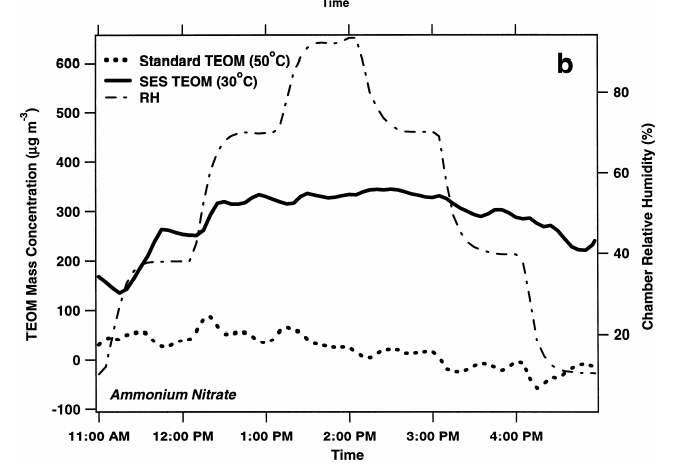 Time
b
Standard TEOM (50°C)
SES TEOM (30°C)
RH
600
500
400
300
200
100
0
-100
TEOM Mass Concentration (µg m⁻³)
80
60
40
20
Chamber Relative Humidity (%)
Ammonium Nitrate
11:00 AM 12:00 PM 1:00 PM 2:00 PM 3:00 PM 4:00 PM
Time